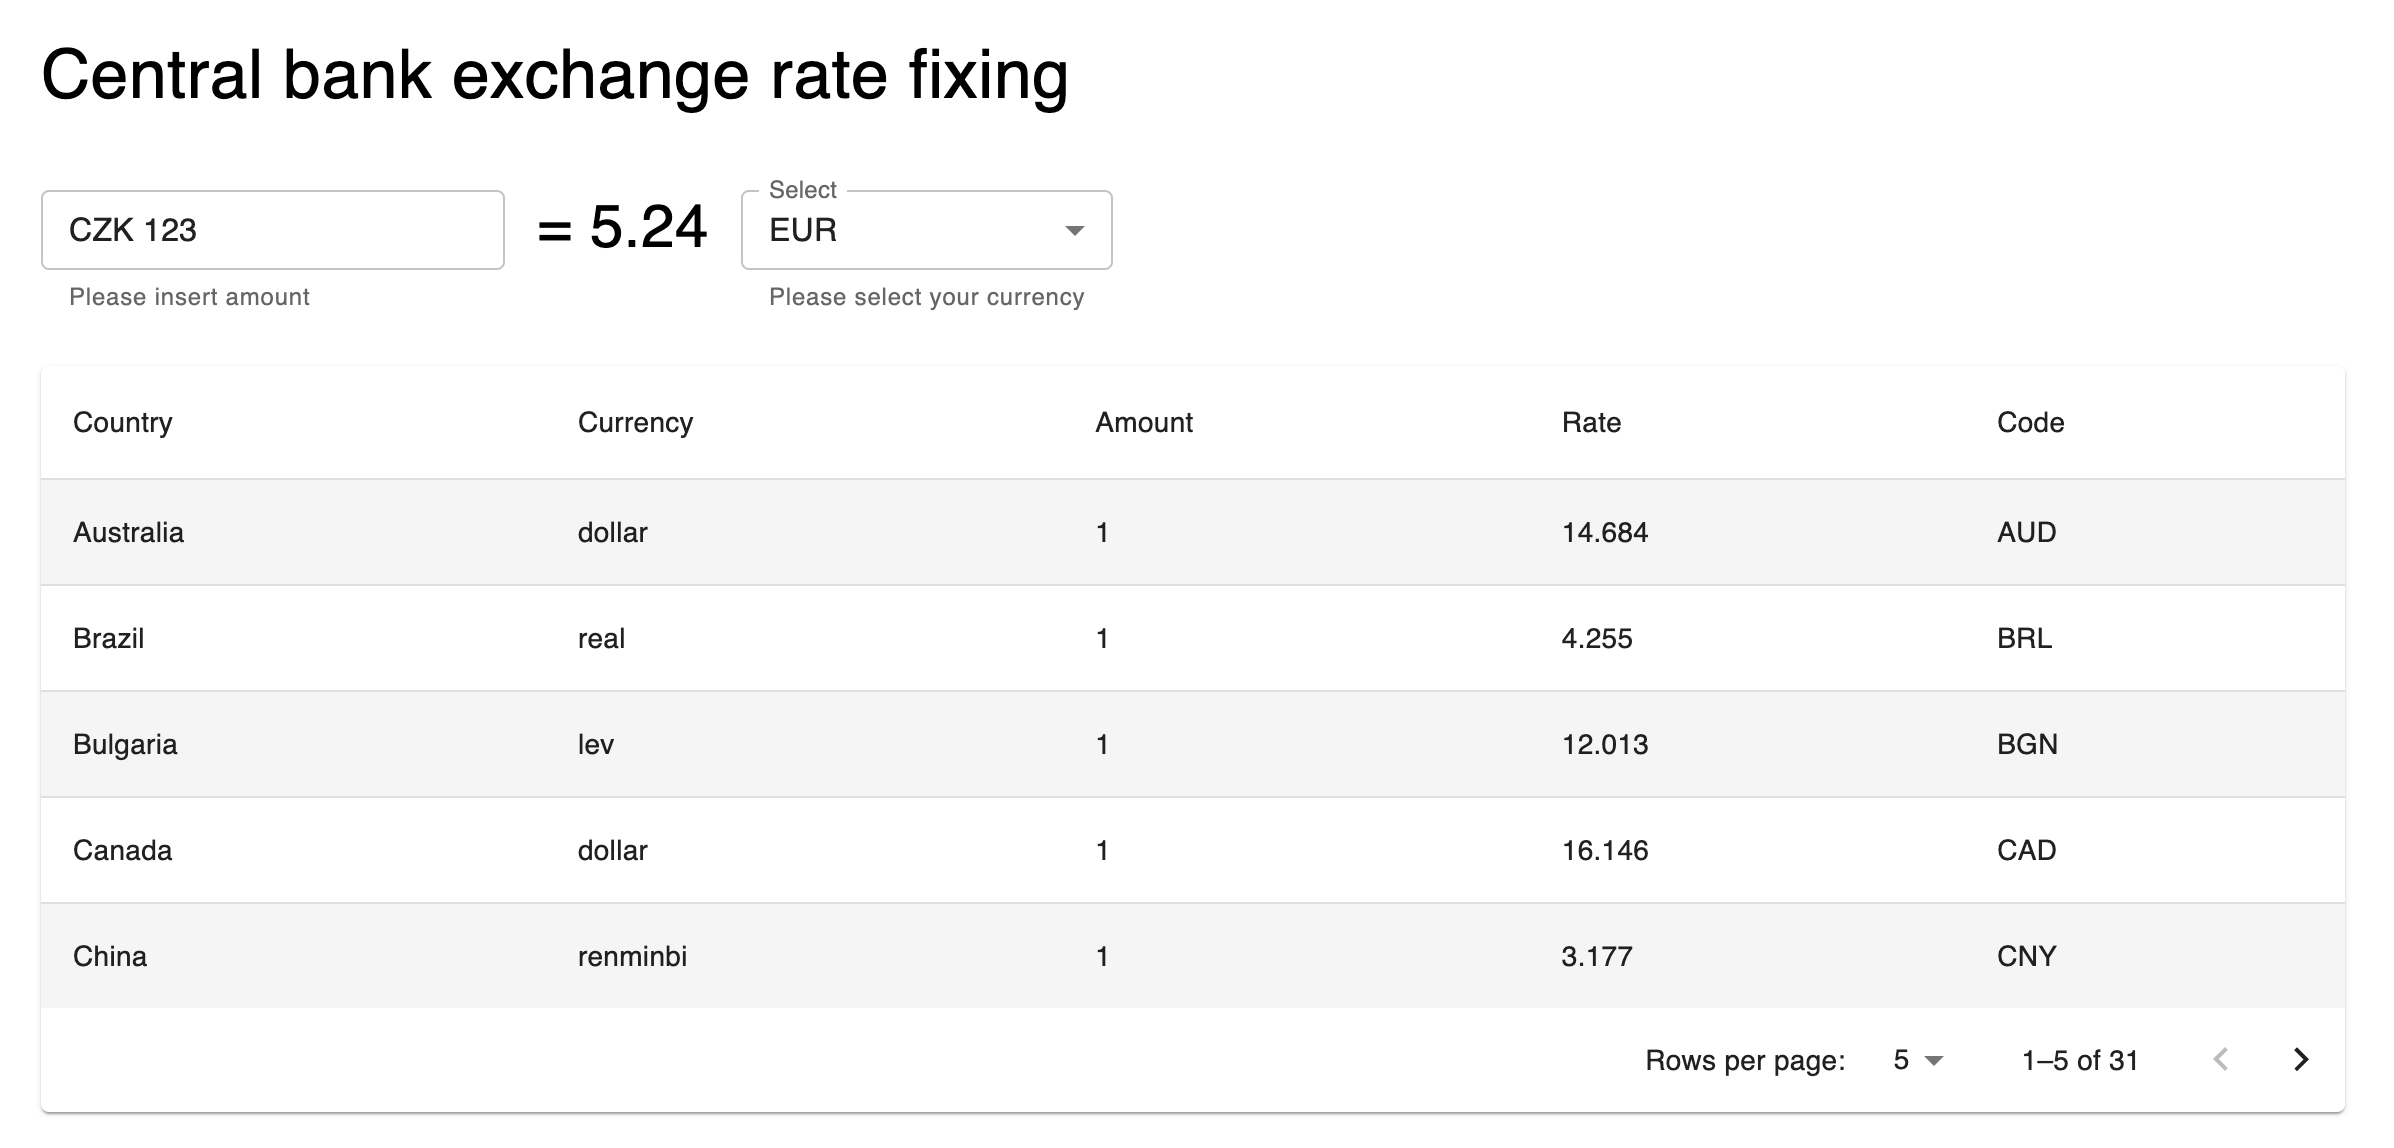 Central bank exchange rate fixing
Select
CZK 123 = 5.24 EUR
Please insert amount Please select your currency
Country Currency Amount Rate Code
Australia dollar 1 14.684 AUD
Brazil real 1 4.255 BRL
Bulgaria lev 1 12.013 BGN
Canada dollar 1 16.146 CAD
China renminbi 1 3.177 CNY
Rows per page: 5 1–5 of 31